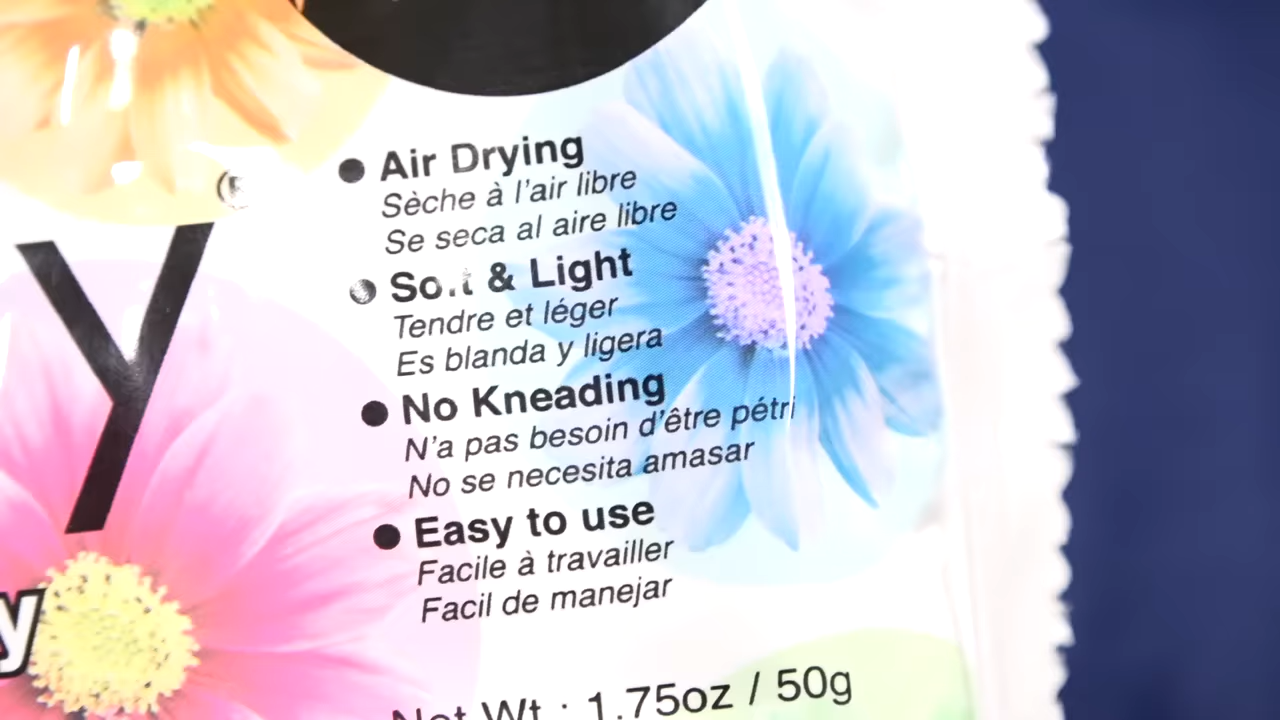 ® 
y
y
● Air Drying
Sèche à l'air libre
Se seca al aire libre
● Soft & Light
Tendre et léger
Es blanda y ligera
● No Kneading
N'a pas besoin d'être pétri
No se necesita amasar
● Easy to use
Facile à travailler
Facil de manejar
Net Wt : 1.75oz / 50g